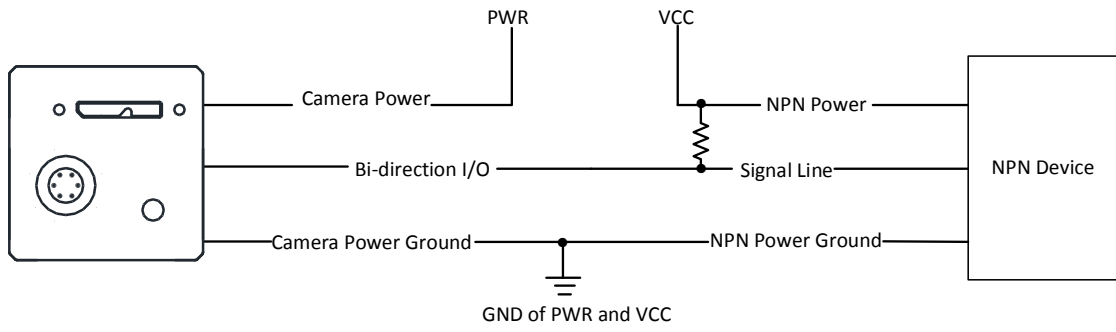 PWR
VCC
Camera Power
NPN Power
Bi-direction I/O
Signal Line
NPN Device
Camera Power Ground
NPN Power Ground
GND of PWR and VCC